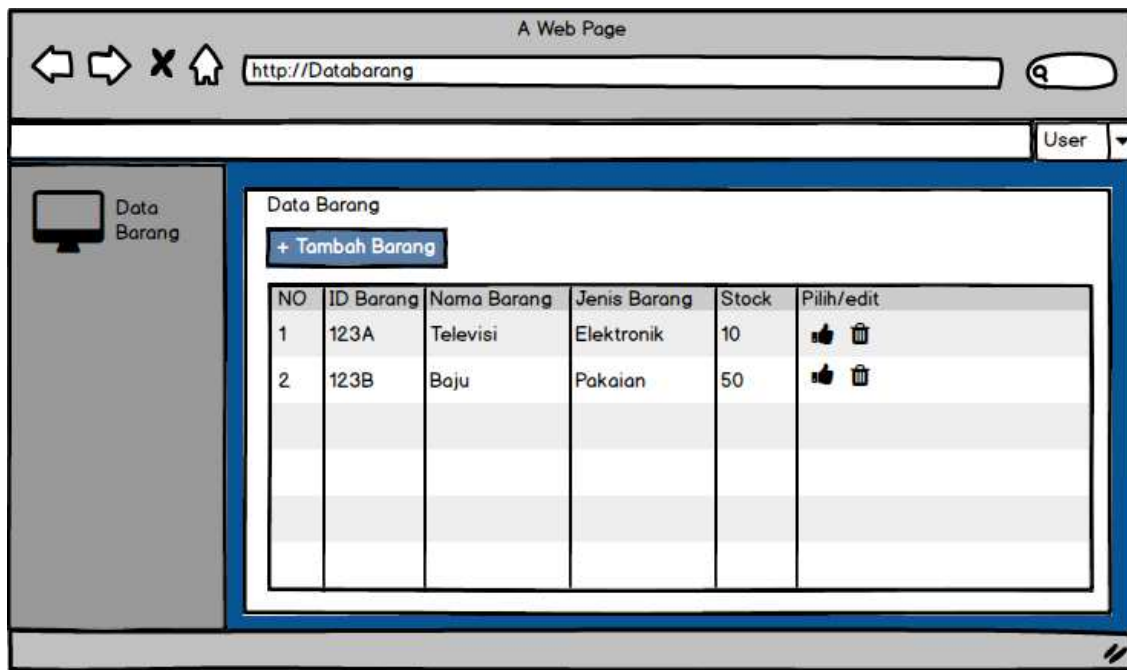 A Web Page
http://Databarang
User
Data
Barang
Data Barang
+ Tambah Barang
NO ID Barang Nama Barang Jenis Barang Stock Pilih/edit
1 123A Televisi Elektronik 10
2 123B Baju Pakaian 50